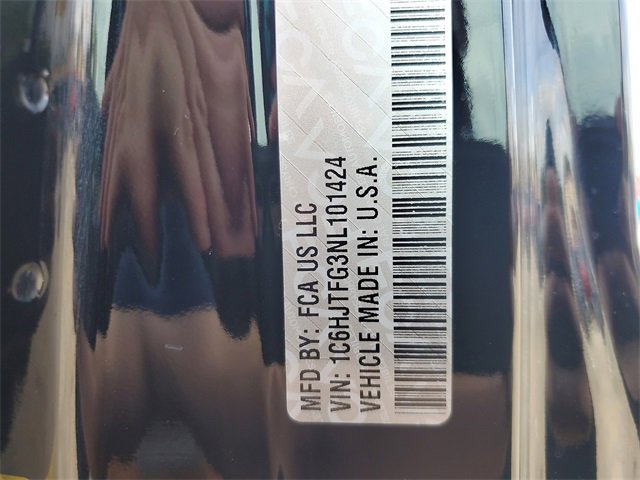 MFD BY: FCA US LLC
VIN: 1C6HJTFG3NL101424
VEHICLE MADE IN: U.S.A.